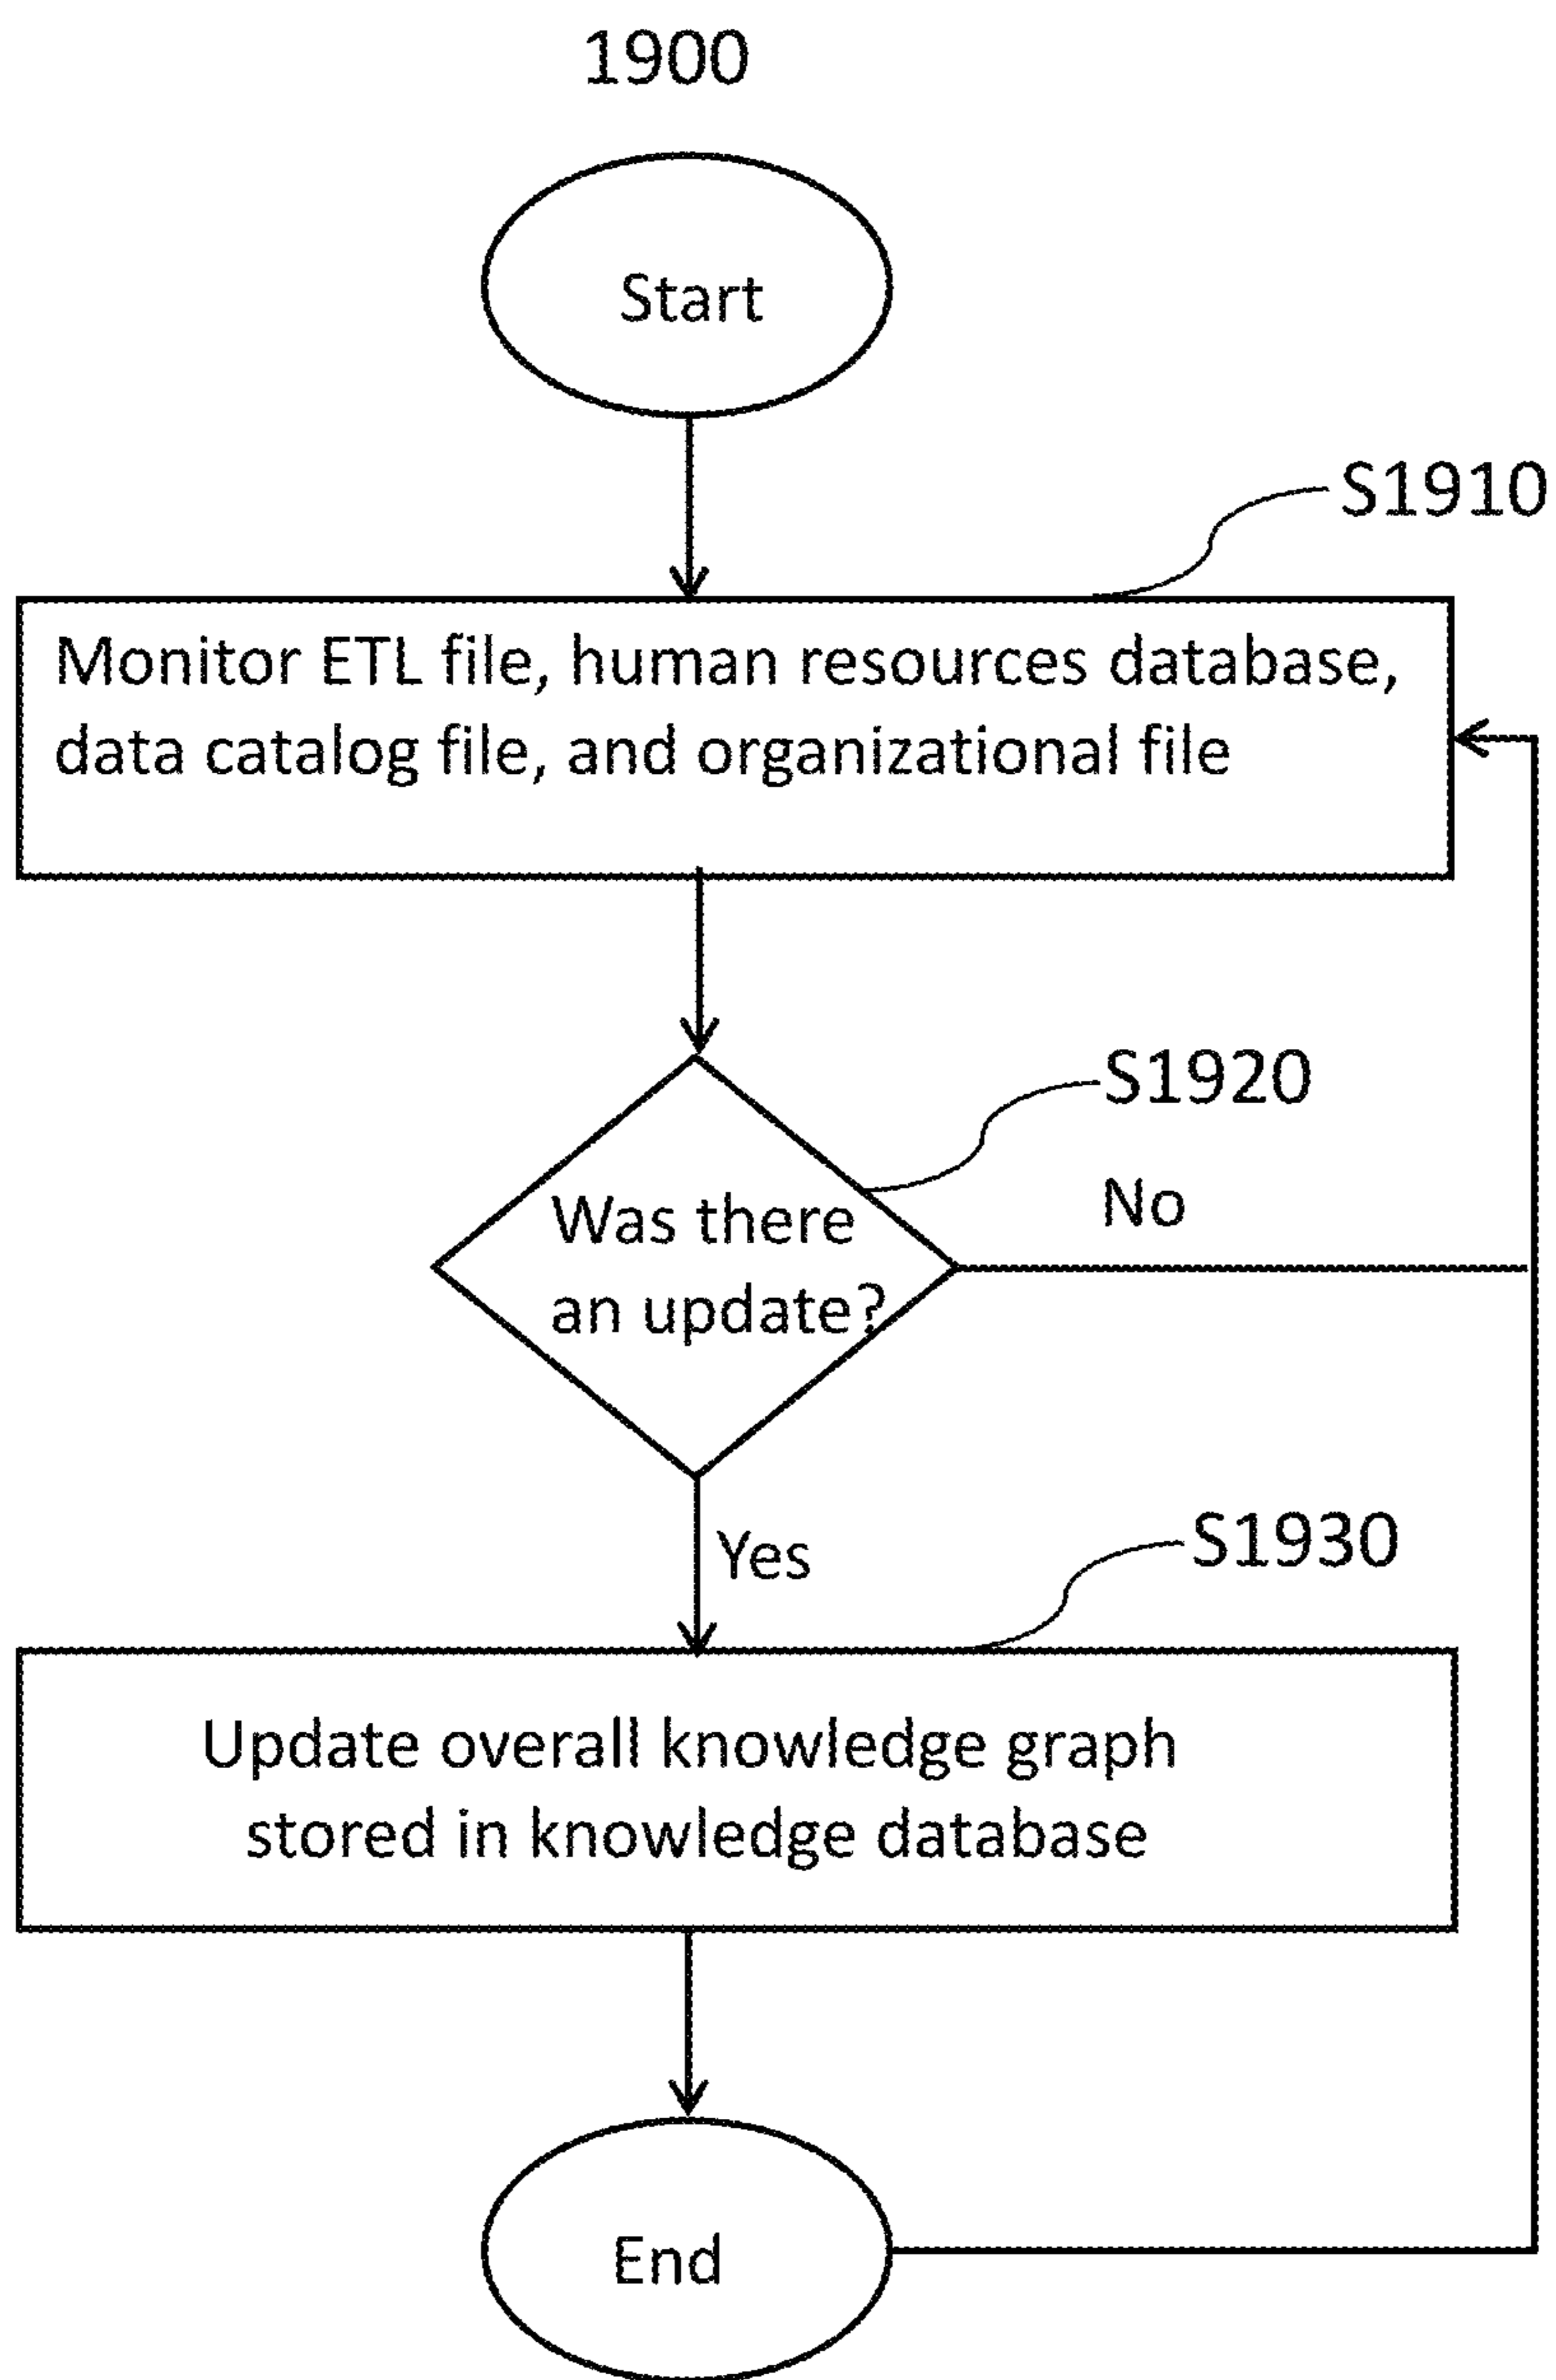 1900
Start
S1910
Monitor ETL file, human resources database,
data catalog file, and organizational file
S1920
No
Was there
an update?
Yes
S1930
Update overall knowledge graph
stored in knowledge database
End